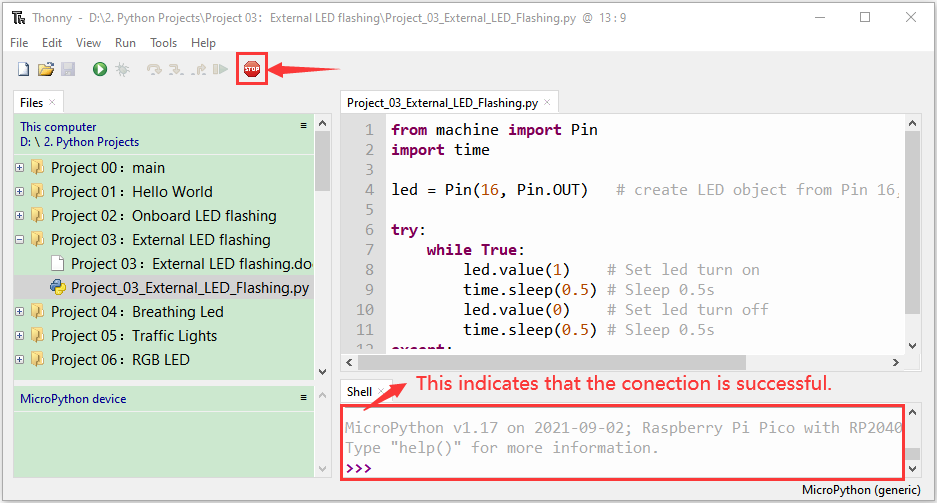 Thonny - D:\2. Python Projects\Project 03：External LED flashing\Project_03_External_LED_Flashing.py @ 13 : 9
File Edit View Run Tools Help
STOP
Files ×
This computer ≡
D: \ 2. Python Projects
Project 00：main
Project 01：Hello World
Project 02：Onboard LED flashing
Project 03：External LED flashing
Project 03：External LED flashing.do
Project_03_External_LED_Flashing.py
Project 04：Breathing Led
Project 05：Traffic Lights
Project 06：RGB LED
MicroPython device ≡
Project_03_External_LED_Flashing.py ×
1 from machine import Pin
2 import time
3
4 led = Pin(16, Pin.OUT)   # create LED object from Pin 16,
5
6 try:
7     while True:
8         led.value(1)    # Set led turn on
9         time.sleep(0.5) # Sleep 0.5s
10         led.value(0)    # Set led turn off
11         time.sleep(0.5) # Sleep 0.5s
12 except:
This indicates that the conection is successful.
Shell ×
MicroPython v1.17 on 2021-09-02; Raspberry Pi Pico with RP2040
Type "help()" for more information.
>>>
MicroPython (generic)